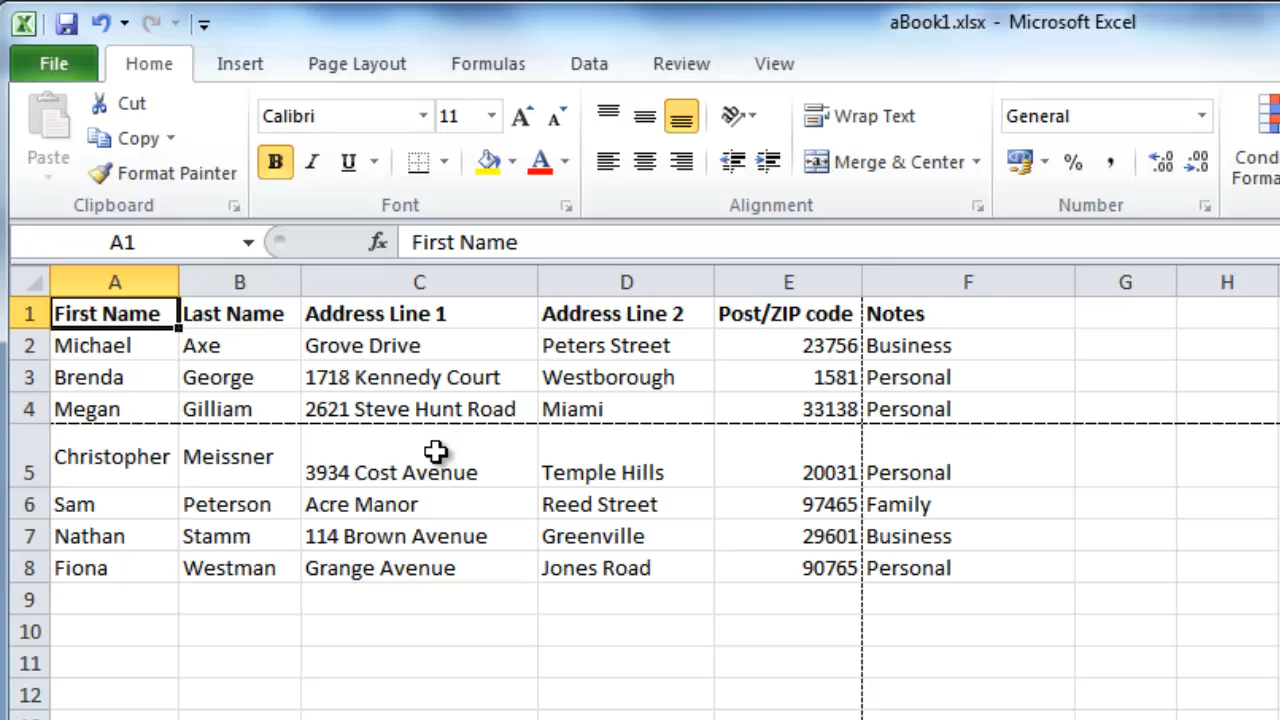 aBook1.xlsx - Microsoft Excel
File Home Insert Page Layout Formulas Data Review View
Paste
Cut
Copy
Format Painter
Calibri 11 A A
B I U A
Wrap Text
Merge & Center
General
% , .00 .0
Clipboard Font Alignment Number
A1 fx First Name
A B C D E F G H
1 First Name Last Name Address Line 1 Address Line 2 Post/ZIP code Notes
2 Michael Axe Grove Drive Peters Street 23756 Business
3 Brenda George 1718 Kennedy Court Westborough 1581 Personal
4 Megan Gilliam 2621 Steve Hunt Road Miami 33138 Personal
5 Christopher Meissner 3934 Cost Avenue Temple Hills 20031 Personal
6 Sam Peterson Acre Manor Reed Street 97465 Family
7 Nathan Stamm 114 Brown Avenue Greenville 29601 Business
8 Fiona Westman Grange Avenue Jones Road 90765 Personal
9
10
11
12